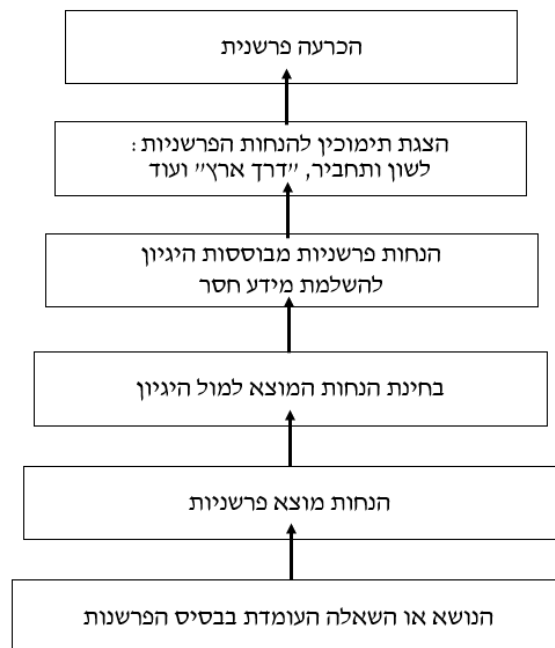 הכרעה פרשנית
הצגת תימוכין להנחות הפרשניות:
לשון ותחביר, "דרך ארץ" ועוד
הנחות פרשניות מבוססות היגיון
להשלמת מידע חסר
בחינת הנחות המוצא למול היגיון
הנחות מוצא פרשניות
הנושא או השאלה העומדת בבסיס הפרשנות